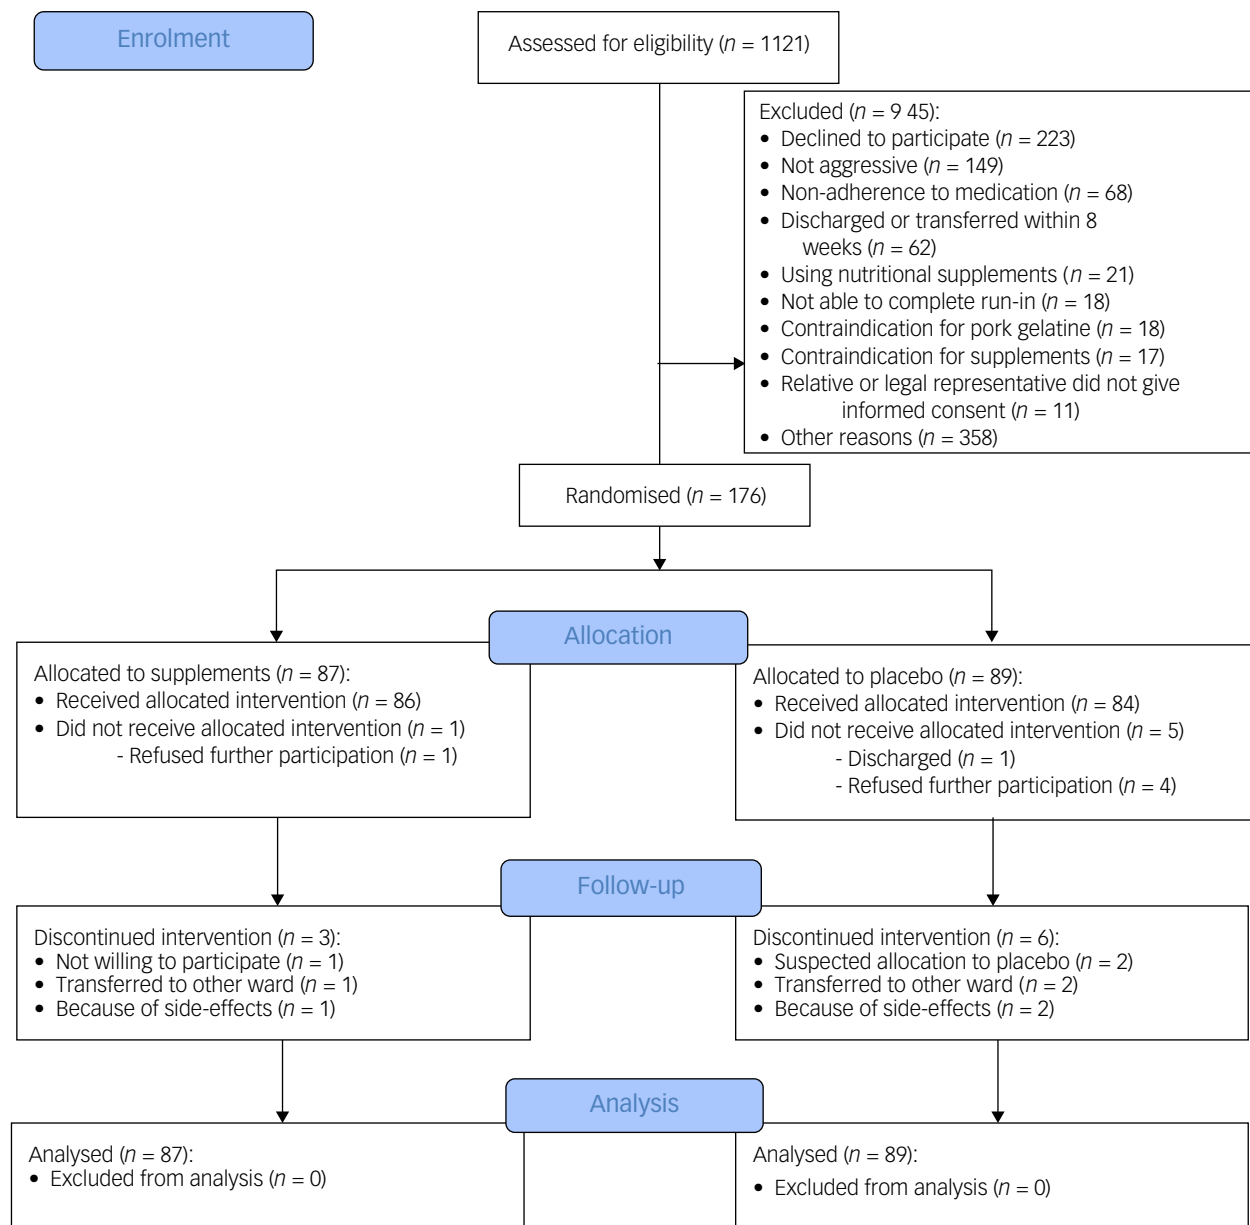 Enrolment
Assessed for eligibility (n = 1121)
Excluded (n = 9 45):
• Declined to participate (n = 223)
• Not aggressive (n = 149)
• Non-adherence to medication (n = 68)
• Discharged or transferred within 8
weeks (n = 62)
• Using nutritional supplements (n = 21)
• Not able to complete run-in (n = 18)
• Contraindication for pork gelatine (n = 18)
• Contraindication for supplements (n = 17)
• Relative or legal representative did not give
informed consent (n = 11)
• Other reasons (n = 358)
Randomised (n = 176)
Allocation
Allocated to supplements (n = 87):
• Received allocated intervention (n = 86)
• Did not receive allocated intervention (n = 1)
- Refused further participation (n = 1)
Allocated to placebo (n = 89):
• Received allocated intervention (n = 84)
• Did not receive allocated intervention (n = 5)
- Discharged (n = 1)
- Refused further participation (n = 4)
Follow-up
Discontinued intervention (n = 3):
• Not willing to participate (n = 1)
• Transferred to other ward (n = 1)
• Because of side-effects (n = 1)
Discontinued intervention (n = 6):
• Suspected allocation to placebo (n = 2)
• Transferred to other ward (n = 2)
• Because of side-effects (n = 2)
Analysis
Analysed (n = 87):
• Excluded from analysis (n = 0)
Analysed (n = 89):
• Excluded from analysis (n = 0)